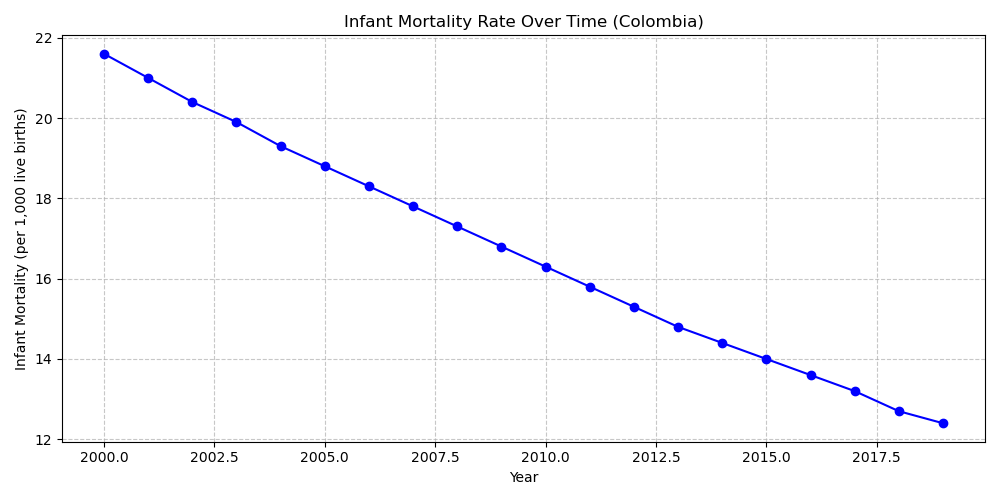 Infant Mortality Rate Over Time (Colombia)
Infant Mortality (per 1,000 live births)
22
20
18
16
14
12
2000.0 2002.5 2005.0 2007.5 2010.0 2012.5 2015.0 2017.5
Year